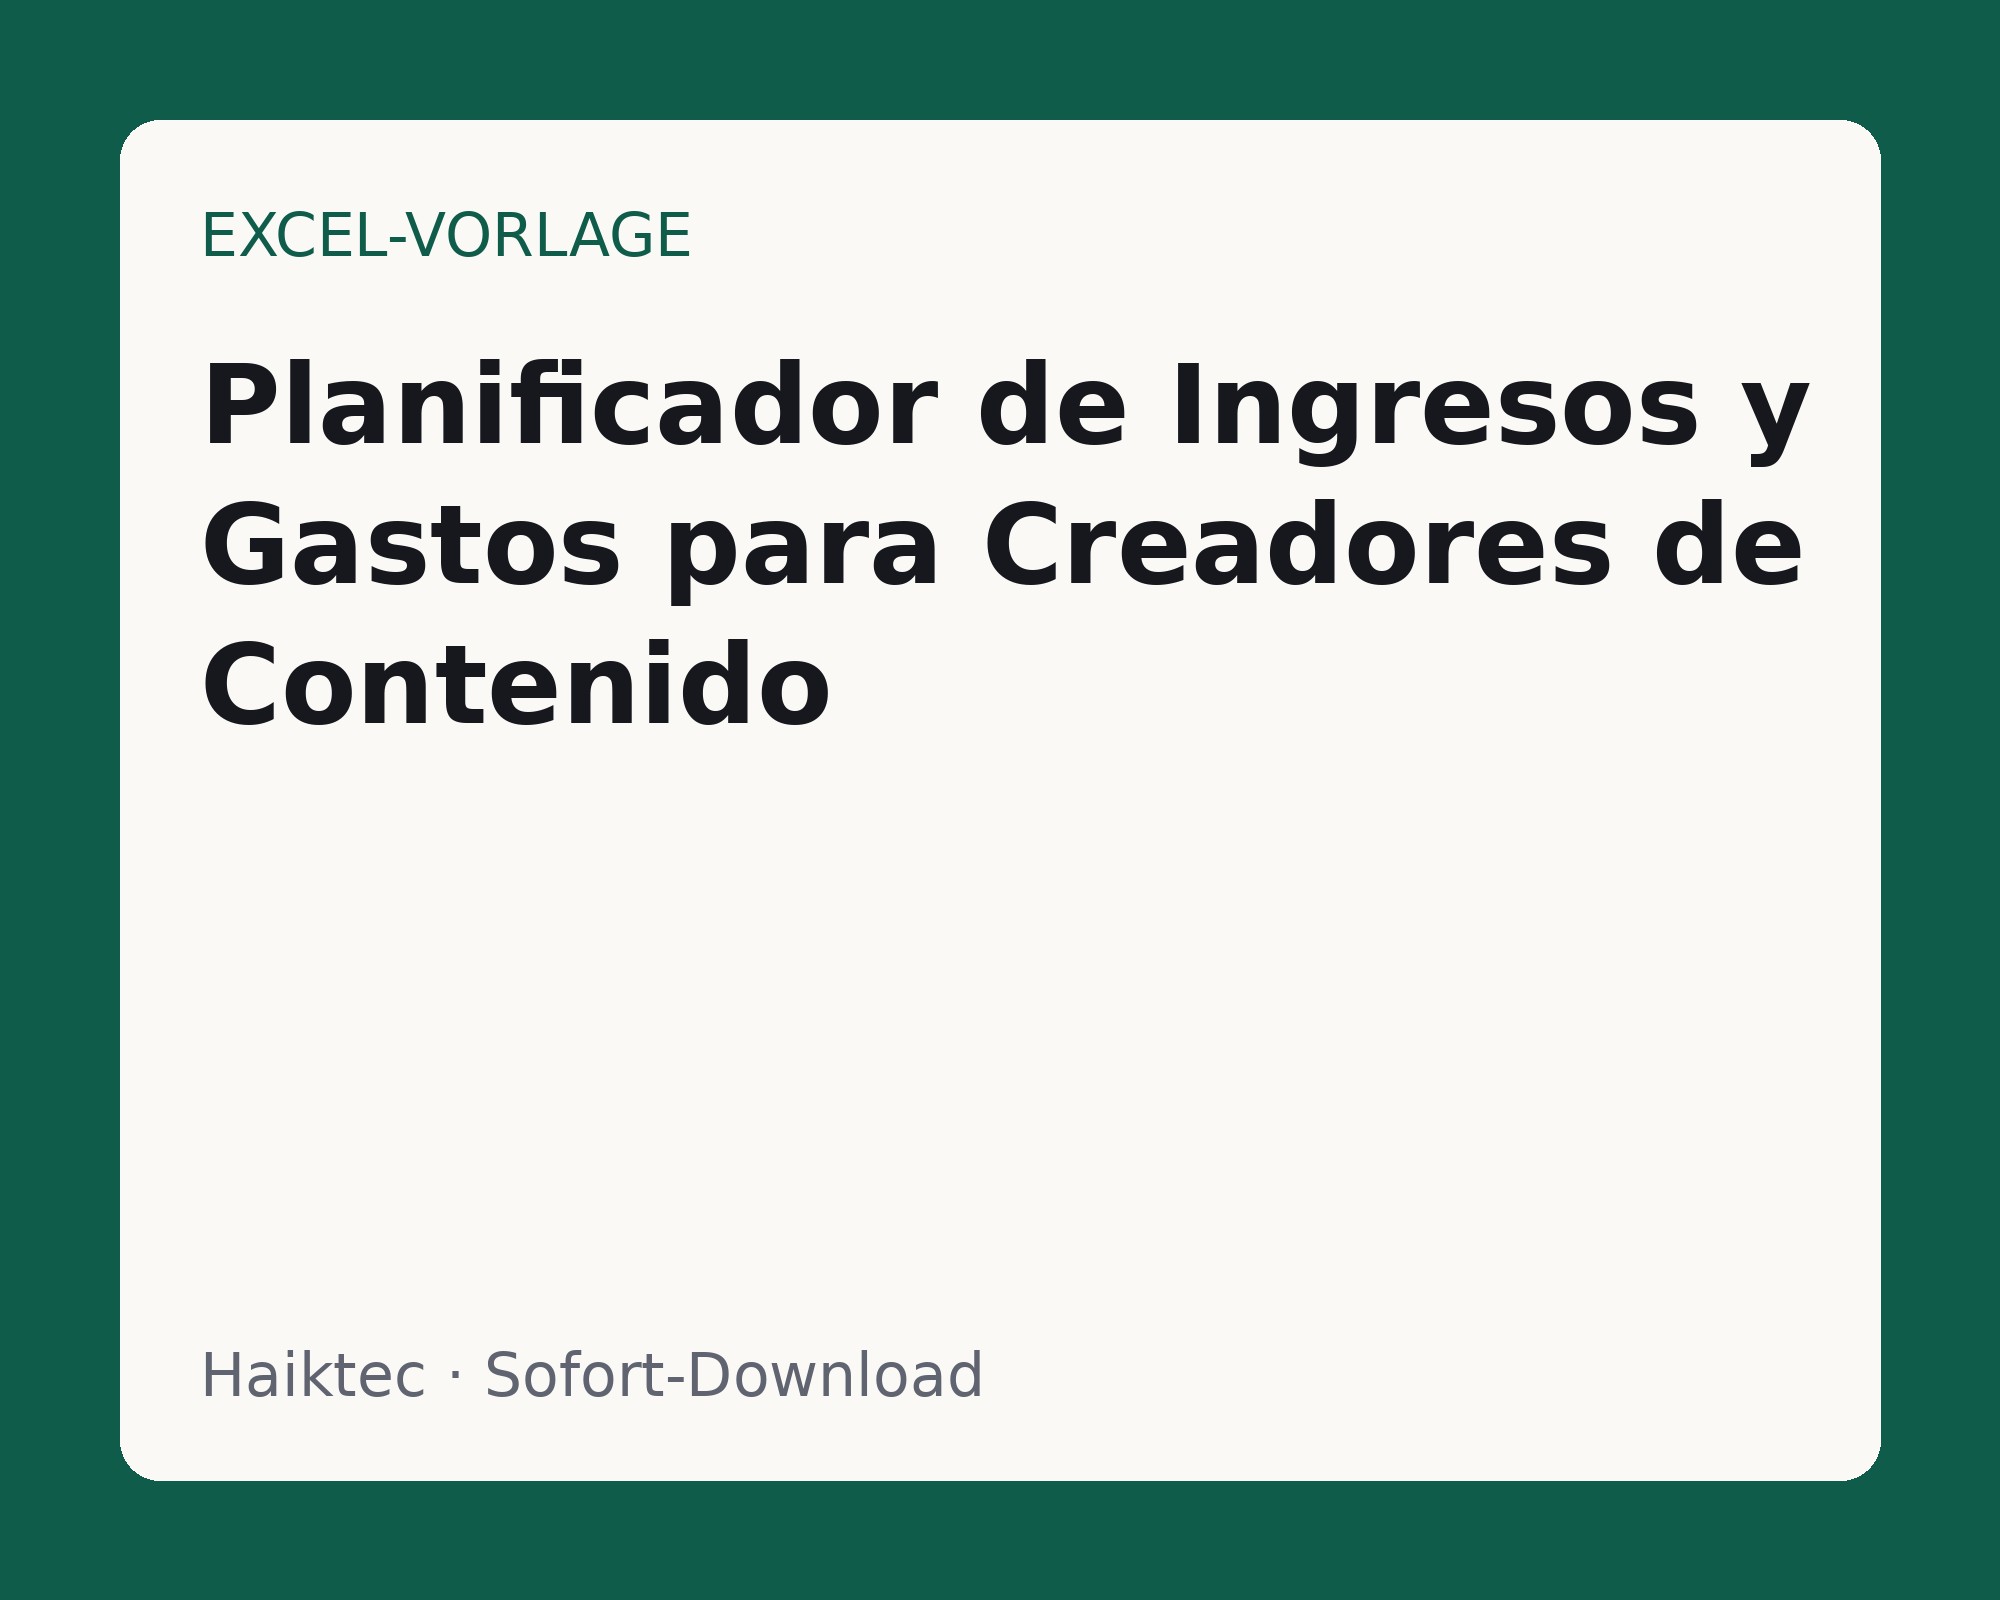 EXCEL-VORLAGE
Planificador de Ingresos y
Gastos para Creadores de
Contenido
Haiktec · Sofort-Download